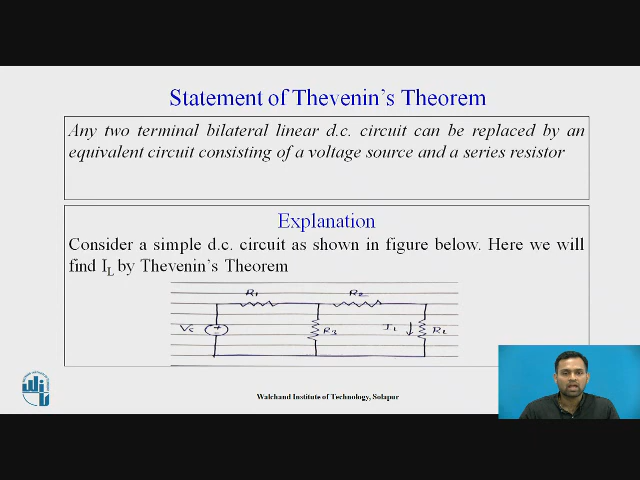 Statement of Thevenin's Theorem
Any two terminal bilateral linear d.c. circuit can be replaced by an
equivalent circuit consisting of a voltage source and a series resistor
Explanation
Consider a simple d.c. circuit as shown in figure below. Here we will
find IL by Thevenin's Theorem
R1 R2
R3 RL
Walchand Institute of Technology, Solapur